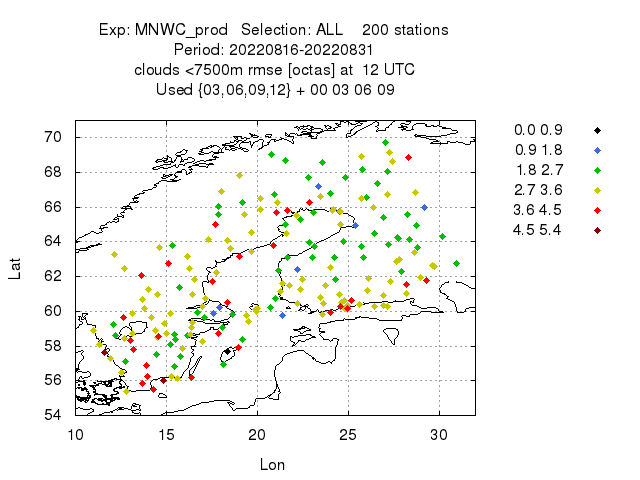 Exp: MNWC_prod Selection: ALL 200 stations
Period: 20220816-20220831
clouds <7500m rmse [octas] at 12 UTC
Used {03,06,09,12} + 00 03 06 09
0.0 0.9
0.9 1.8
1.8 2.7
2.7 3.6
3.6 4.5
4.5 5.4
70
68
66
64
62
60
58
56
54
Lat
10 15 20 25 30
Lon